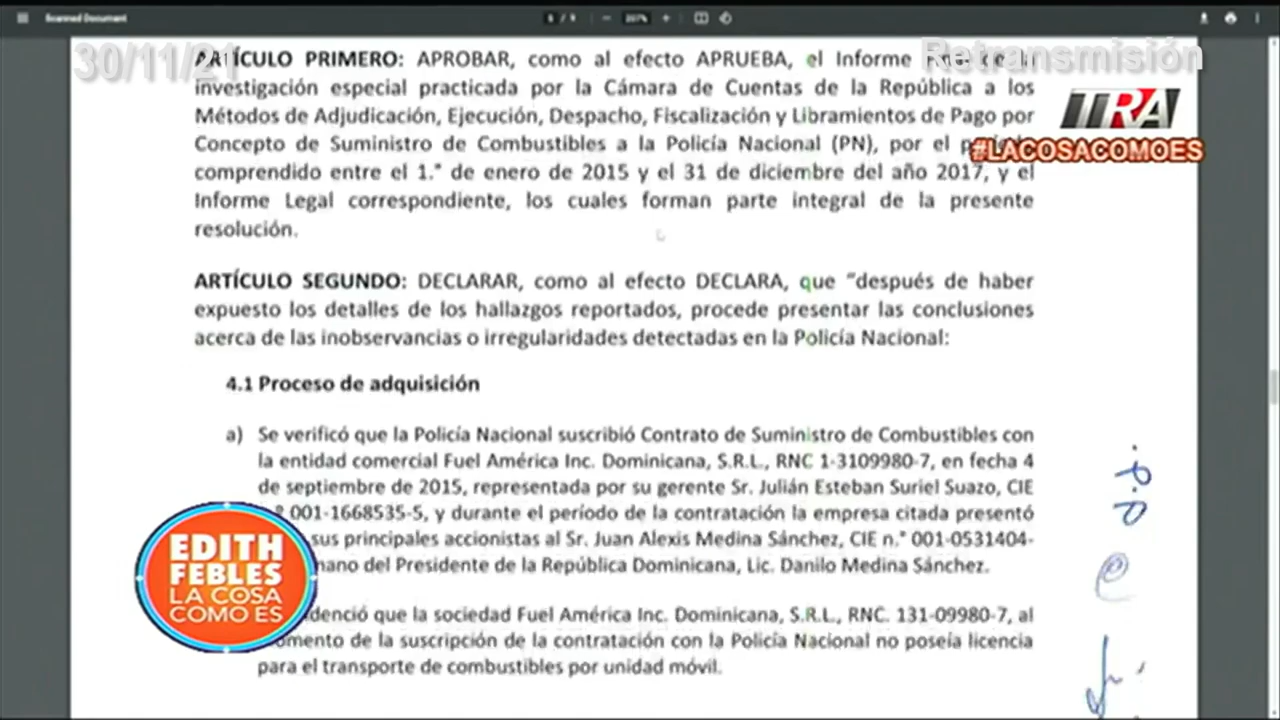 Scanned Document
30/11/21
Retransmisión
TRA
#LACOSACOMOES
ARTÍCULO PRIMERO: APROBAR, como al efecto APRUEBA, el Informe
investigación especial practicada por la Cámara de Cuentas de la República a los
Métodos de Adjudicación, Ejecución, Despacho, Fiscalización y Libramientos de Pago por
Concepto de Suministro de Combustibles a la Policía Nacional (PN), por el
comprendido entre el 1.° de enero de 2015 y el 31 de diciembre del año 2017, y el
Informe Legal correspondiente, los cuales forman parte integral de la presente
resolución.
ARTÍCULO SEGUNDO: DECLARAR, como al efecto DECLARA, que "después de haber
expuesto los detalles de los hallazgos reportados, procede presentar las conclusiones
acerca de las inobservancias o irregularidades detectadas en la Policía Nacional:
4.1 Proceso de adquisición
a) Se verificó que la Policía Nacional suscribió Contrato de Suministro de Combustibles con
la entidad comercial Fuel América Inc. Dominicana, S.R.L., RNC 1-3109980-7, en fecha 4
de septiembre de 2015, representada por su gerente Sr. Julián Esteban Suriel Suazo, CIE
001-1668535-5, y durante el período de la contratación la empresa citada presentó
sus principales accionistas al Sr. Juan Alexis Medina Sánchez, CIE n.° 001-0531404-
mano del Presidente de la República Dominicana, Lic. Danilo Medina Sánchez.
denció que la sociedad Fuel América Inc. Dominicana, S.R.L., RNC. 131-09980-7, al
omento de la suscripción de la contratación con la Policía Nacional no poseía licencia
para el transporte de combustibles por unidad móvil.
EDITH
FEBLES
LA COSA
COMO ES